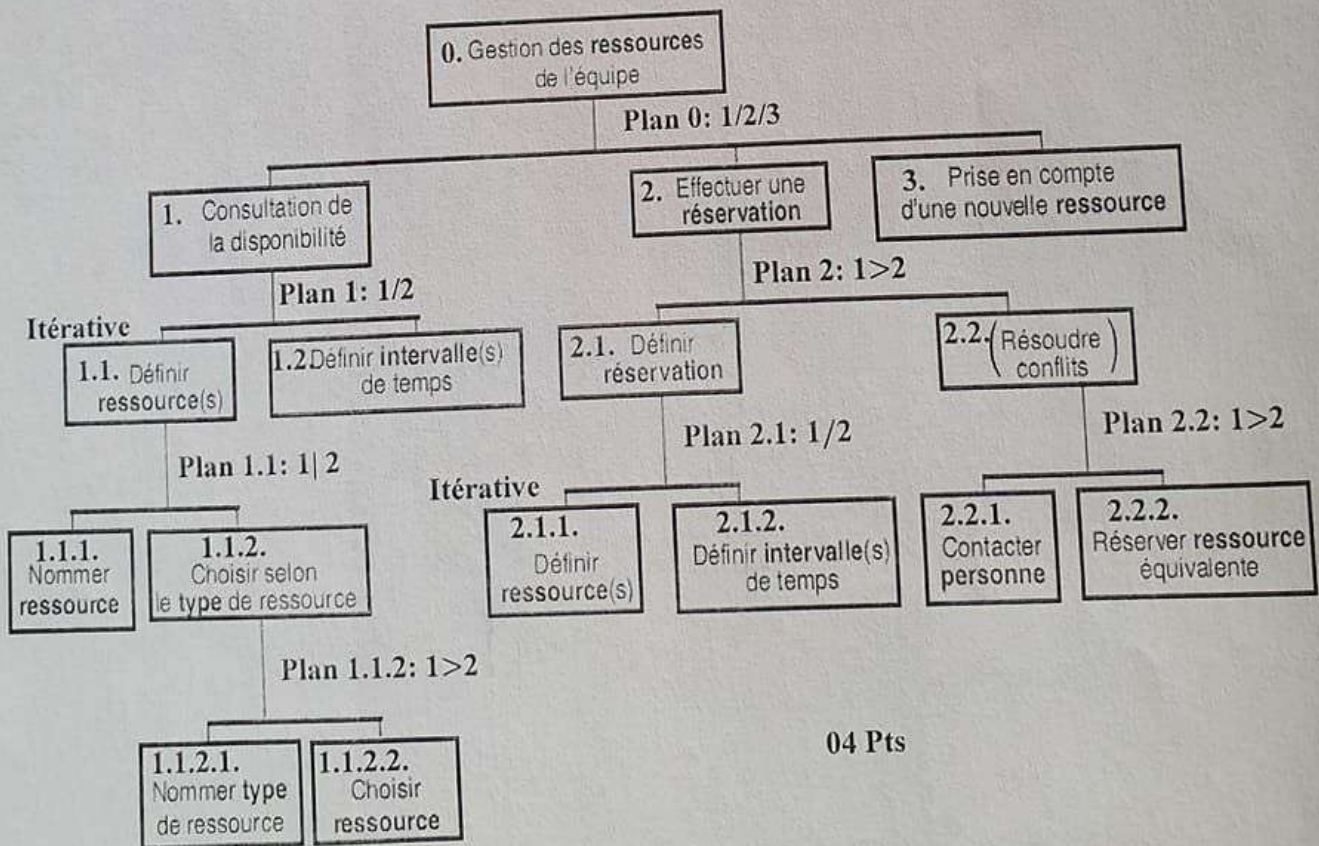 0. Gestion des ressources
de l'équipe
Plan 0: 1/2/3
1. Consultation de
la disponibilité
2. Effectuer une
réservation
3. Prise en compte
d'une nouvelle ressource
Plan 1: 1/2
Plan 2: 1>2
Itérative
1.1. Définir
ressource(s)
1.2.Définir intervalle(s)
de temps
2.1. Définir
réservation
2.2.(Résoudre
conflits)
Plan 1.1: 1| 2
Plan 2.1: 1/2
Plan 2.2: 1>2
Itérative
1.1.1.
Nommer
ressource
1.1.2.
Choisir selon
le type de ressource
2.1.1.
Définir
ressource(s)
2.1.2.
Définir intervalle(s)
de temps
2.2.1.
Contacter
personne
2.2.2.
Réserver ressource
équivalente
Plan 1.1.2: 1>2
1.1.2.1.
Nommer type
de ressource
1.1.2.2.
Choisir
ressource
04 Pts